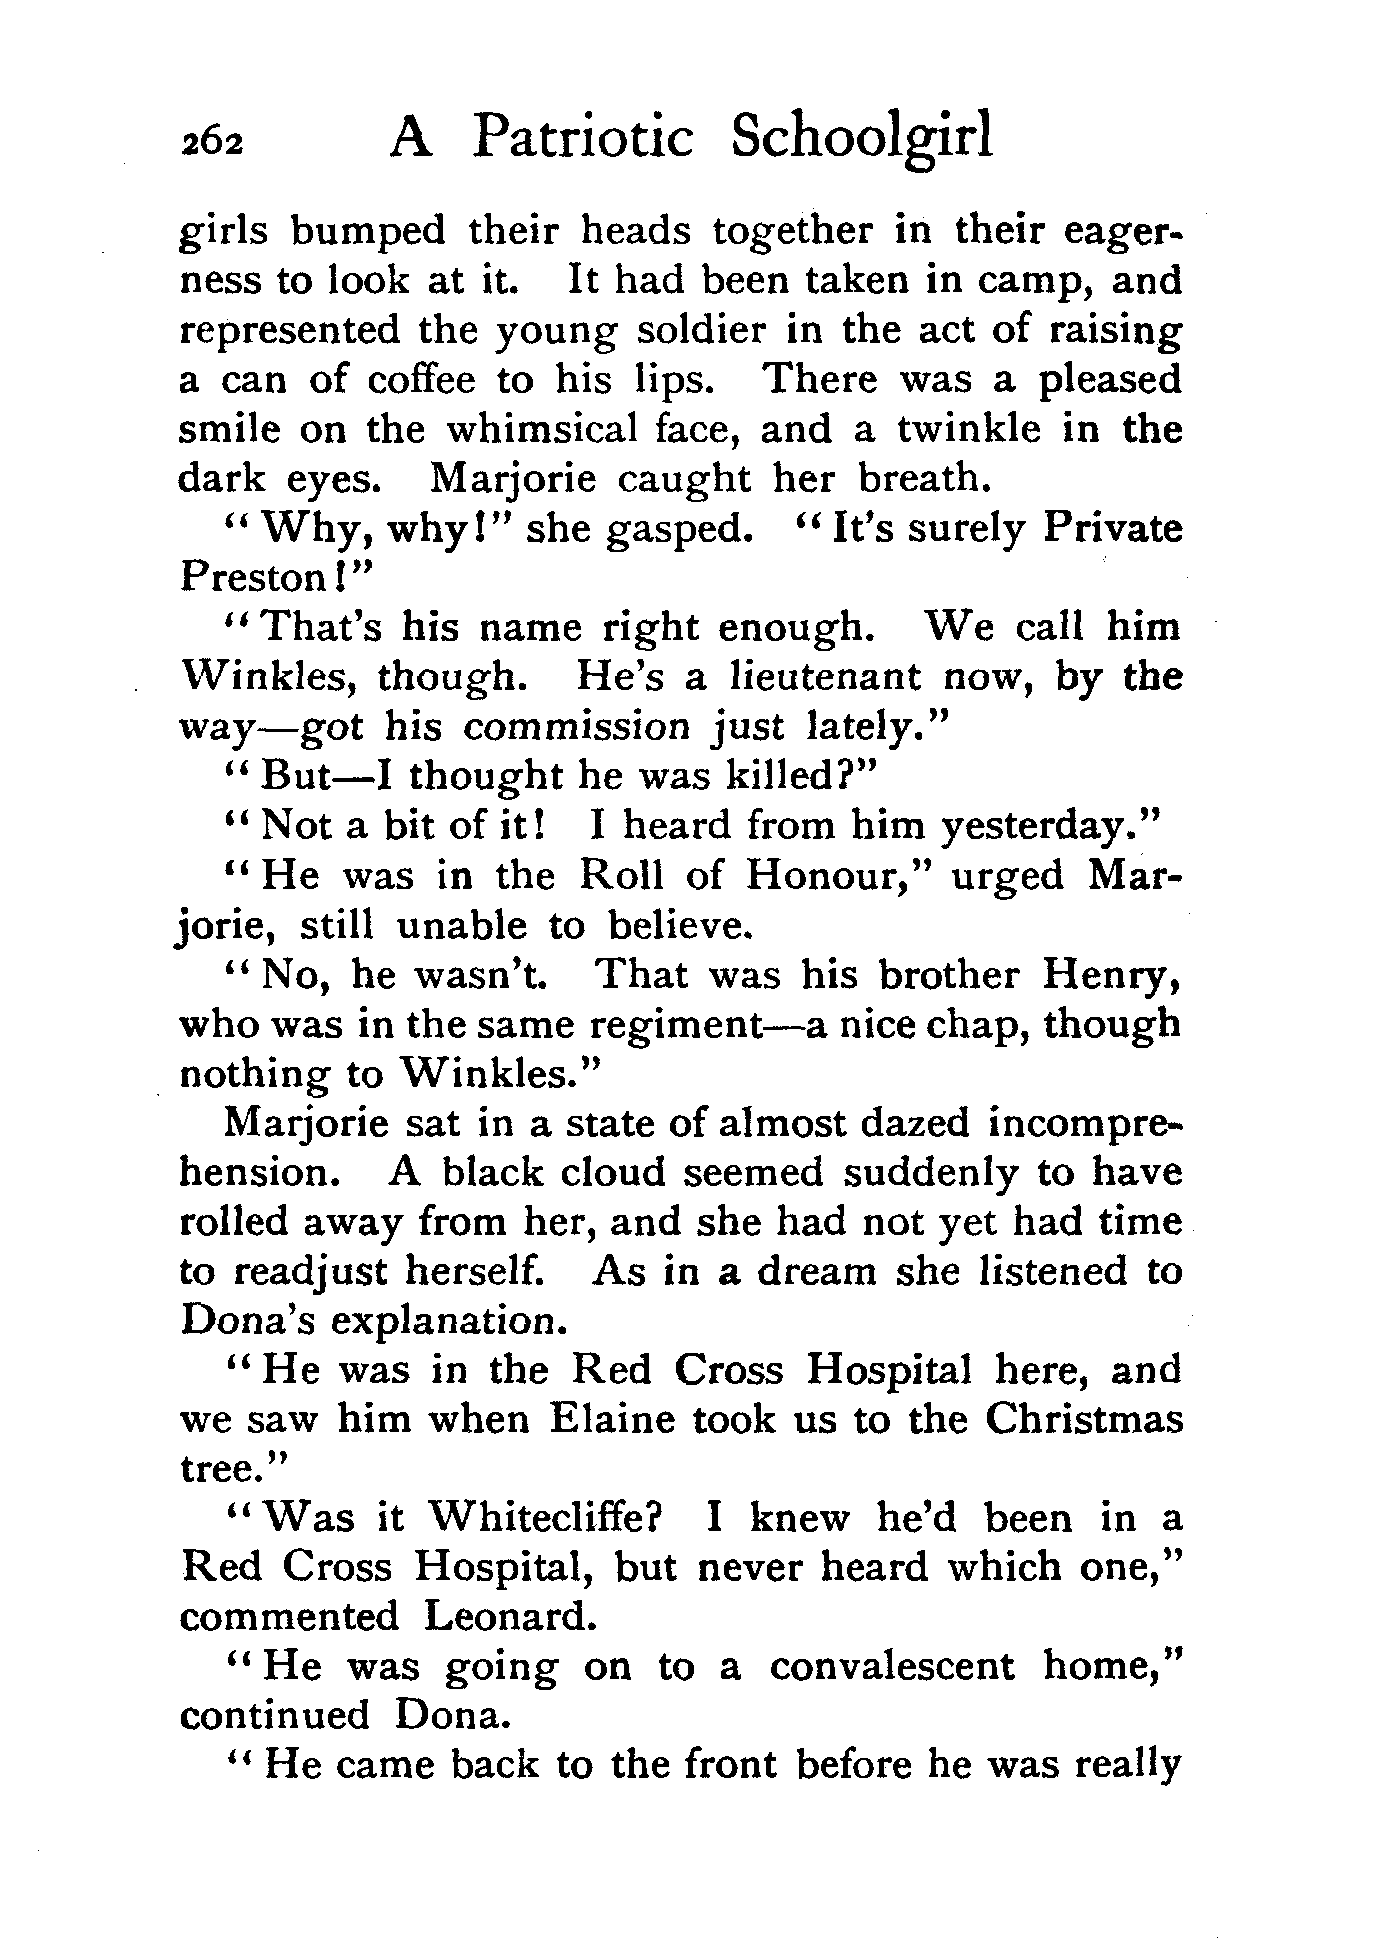 262 A Patriotic Schoolgirl
girls bumped their heads together in their eager-
ness to look at it. It had been taken in camp, and
represented the young soldier in the act of raising
a can of coffee to his lips. There was a pleased
smile on the whimsical face, and a twinkle in the
dark eyes. Marjorie caught her breath.
"Why, why!" she gasped. "It's surely Private
Preston!"
"That's his name right enough. We call him
Winkles, though. He's a lieutenant now, by the
way—got his commission just lately."
"But—I thought he was killed?"
"Not a bit of it! I heard from him yesterday."
"He was in the Roll of Honour," urged Mar-
jorie, still unable to believe.
"No, he wasn't. That was his brother Henry,
who was in the same regiment—a nice chap, though
nothing to Winkles."
Marjorie sat in a state of almost dazed incompre-
hension. A black cloud seemed suddenly to have
rolled away from her, and she had not yet had time
to readjust herself. As in a dream she listened to
Dona's explanation.
"He was in the Red Cross Hospital here, and
we saw him when Elaine took us to the Christmas
tree."
"Was it Whitecliffe? I knew he'd been in a
Red Cross Hospital, but never heard which one,"
commented Leonard.
"He was going on to a convalescent home,"
continued Dona.
"He came back to the front before he was really